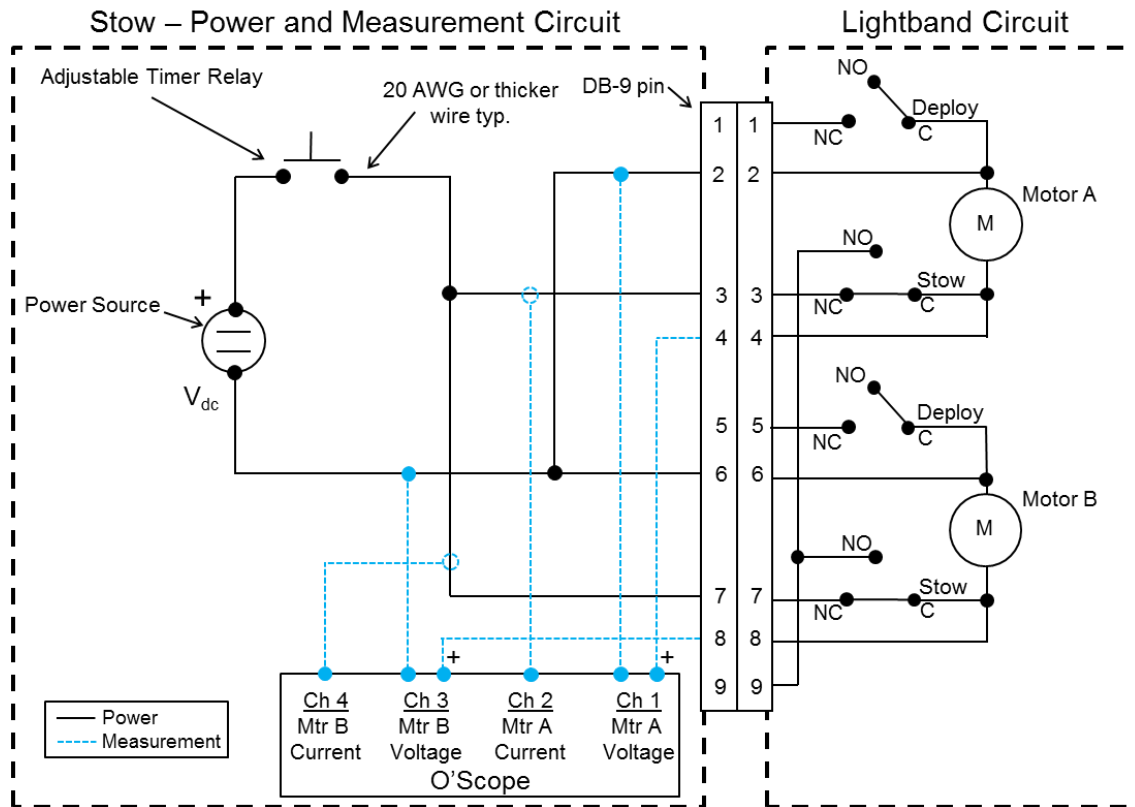 Stow – Power and Measurement Circuit
Lightband Circuit
Adjustable Timer Relay
20 AWG or thicker
wire typ.
DB-9 pin
Power Source
+
Vdc
1 1
2 2
3 3
4 4
5 5
6 6
7 7
8 8
9 9
NO
Deploy
NC
C
Motor A
M
NO
Stow
NC
C
NO
Deploy
NC
C
Motor B
M
NO
Stow
NC
C
+
+
Ch 4
Mtr B
Current
Ch 3
Mtr B
Voltage
Ch 2
Mtr A
Current
Ch 1
Mtr A
Voltage
O'Scope
Power
Measurement